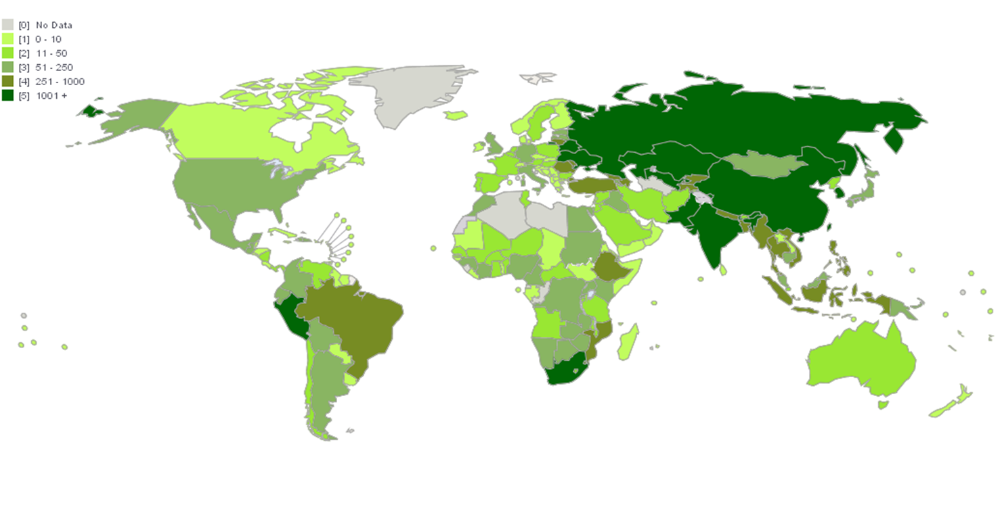 [0] No Data
[1] 0 - 10
[2] 11 - 50
[3] 51 - 250
[4] 251 - 1000
[5] 1001 +